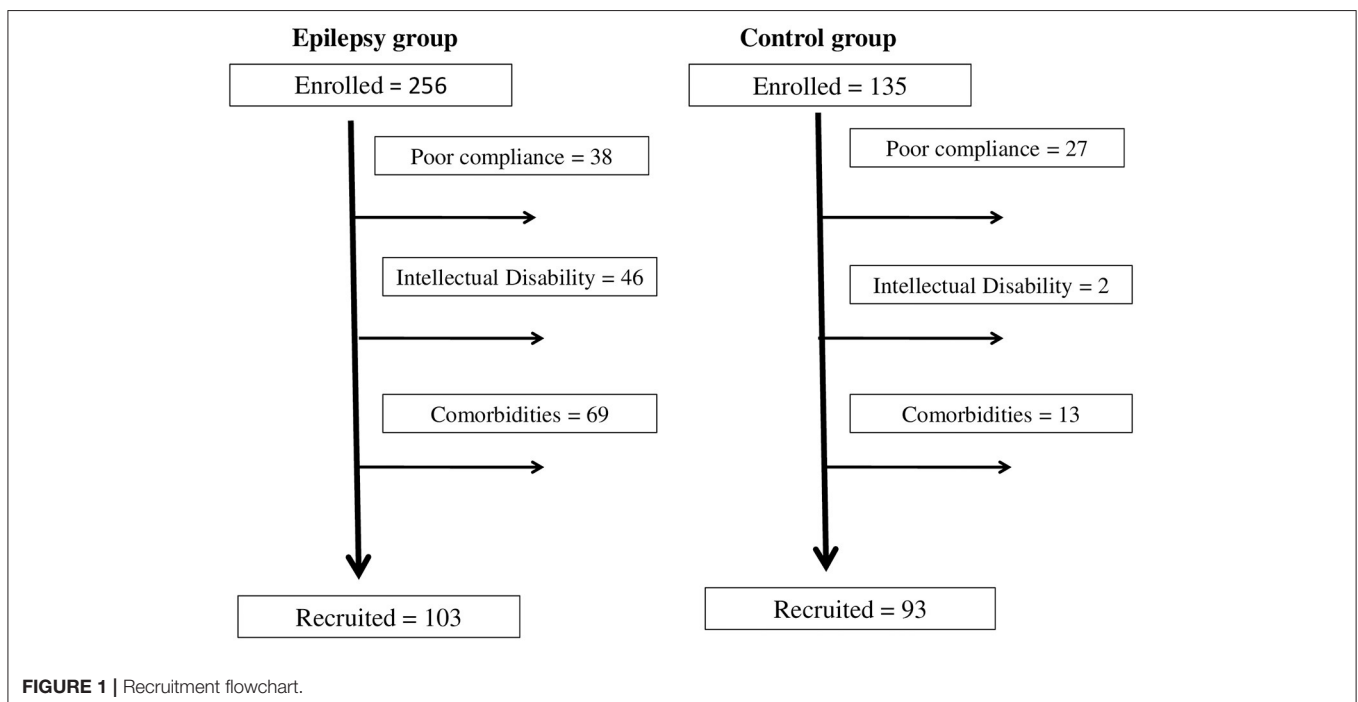 Epilepsy group
Enrolled = 256
Poor compliance = 38
Intellectual Disability = 46
Comorbidities = 69
Recruited = 103
Control group
Enrolled = 135
Poor compliance = 27
Intellectual Disability = 2
Comorbidities = 13
Recruited = 93
FIGURE 1 | Recruitment flowchart.